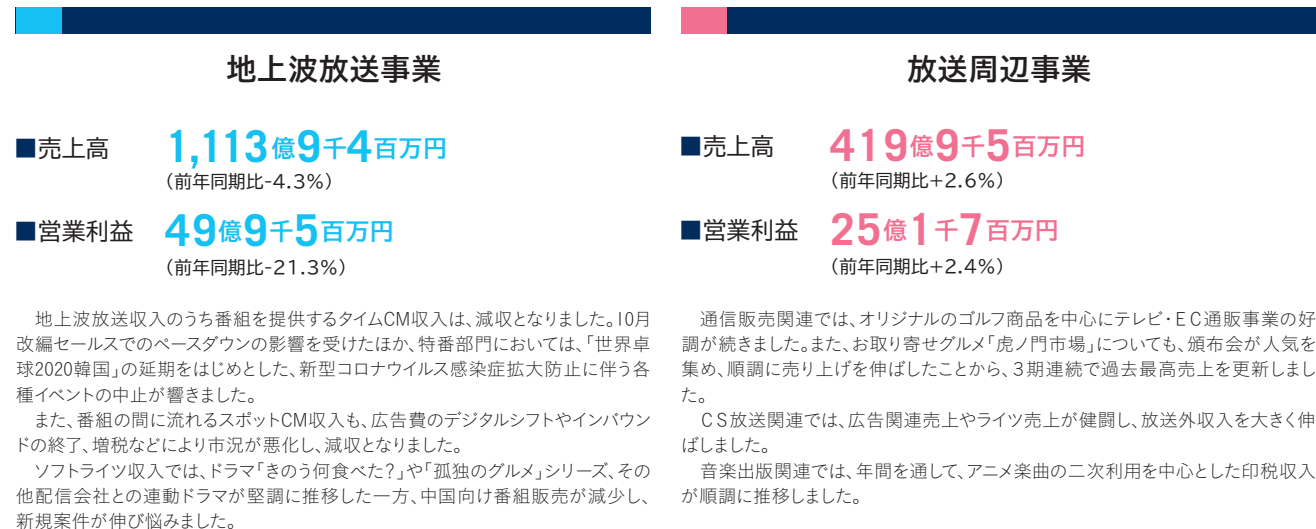 地上波放送事業
■売上高 1,113億9千4百万円
（前年同期比-4.3%）
■営業利益 49億9千5百万円
（前年同期比-21.3%）
地上波放送収入のうち番組を提供するタイムCM収入は、減収となりました。10月
改編セールスでのペースダウンの影響を受けたほか、特番部門においては、「世界卓
球2020韓国」の延期をはじめとした、新型コロナウイルス感染症拡大防止に伴う各
種イベントの中止が響きました。
また、番組の間に流れるスポットCM収入も、広告費のデジタルシフトやインバウン
ドの終了、増税などにより市況が悪化し、減収となりました。
ソフトライツ収入では、ドラマ「きのう何食べた？」や「孤独のグルメ」シリーズ、その
他配信会社との連動ドラマが堅調に推移した一方、中国向け番組販売が減少し、
新規案件が伸び悩みました。
放送周辺事業
■売上高 419億9千5百万円
（前年同期比+2.6%）
■営業利益 25億1千7百万円
（前年同期比+2.4%）
通信販売関連では、オリジナルのゴルフ商品を中心にテレビ・EC通販事業の好
調が続きました。また、お取り寄せグルメ「虎ノ門市場」についても、頒布会が人気を
集め、順調に売り上げを伸ばしたことから、3期連続で過去最高売上を更新しまし
た。
CS放送関連では、広告関連売上やライツ売上が健闘し、放送外収入を大きく伸
ばしました。
音楽出版関連では、年間を通して、アニメ楽曲の二次利用を中心とした印税収入
が順調に推移しました。